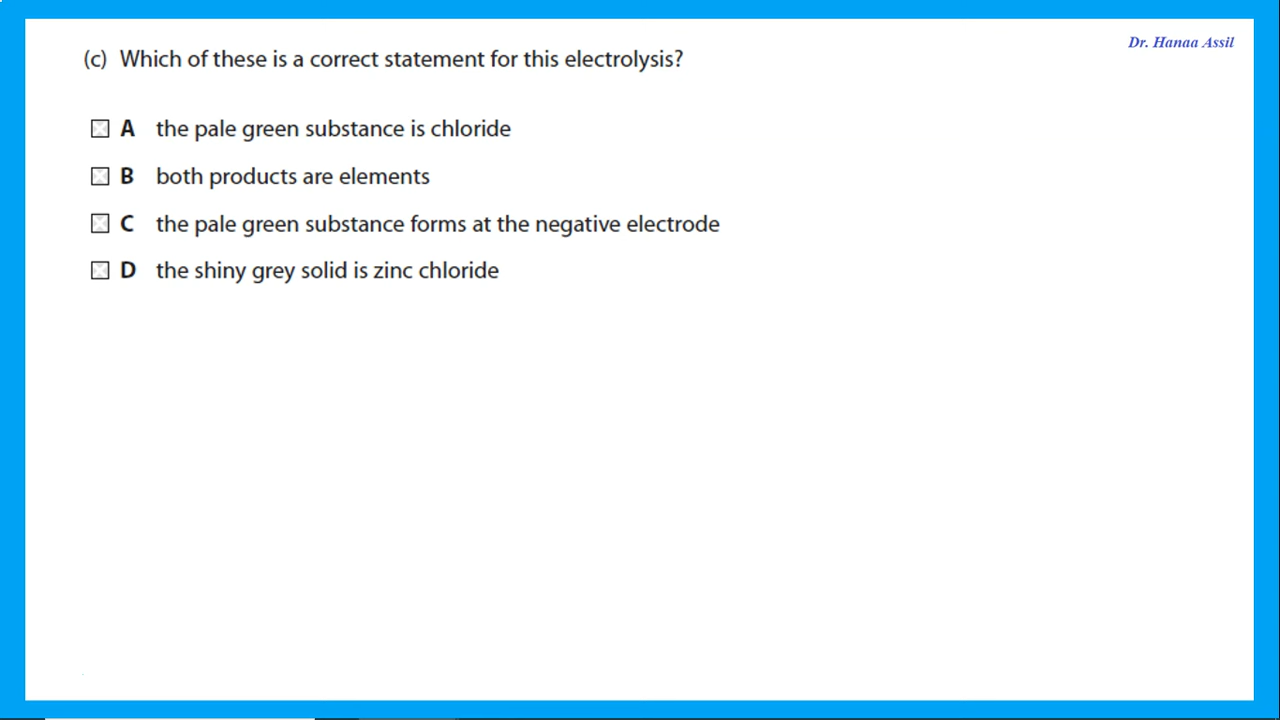 Dr. Hanaa Assil
(c) Which of these is a correct statement for this electrolysis?
A the pale green substance is chloride
B both products are elements
C the pale green substance forms at the negative electrode
D the shiny grey solid is zinc chloride